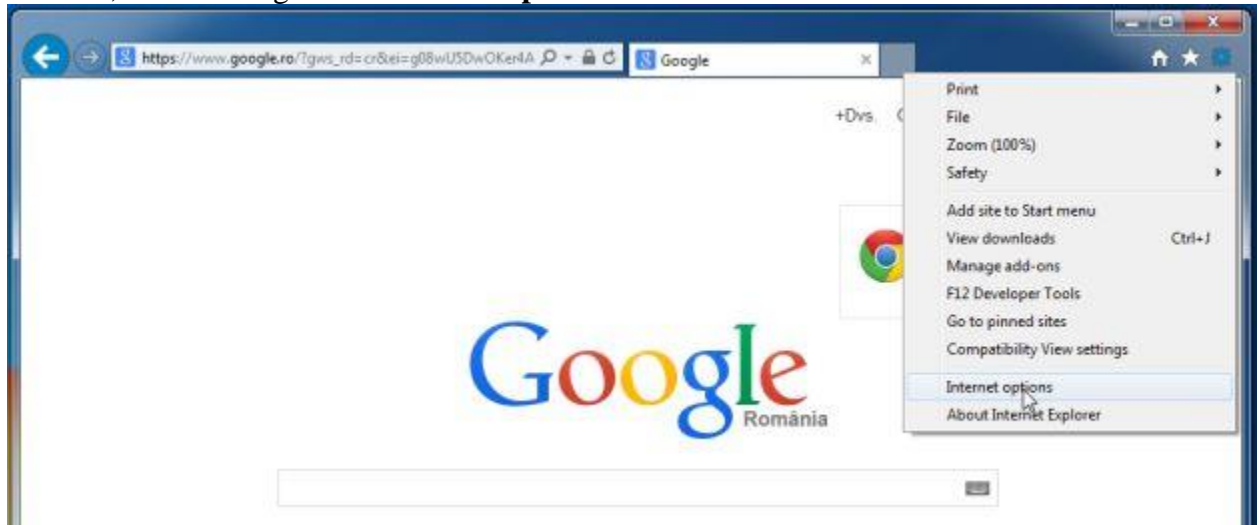 https://www.google.ro/?gws_rd=cr&ei=g08wU5DwOKer4A
Google
Print
+Dvs.
File
Zoom (100%)
Safety
Add site to Start menu
View downloads Ctrl+J
Manage add-ons
F12 Developer Tools
Go to pinned sites
Compatibility View settings
Google
Internet options
România
About Internet Explorer